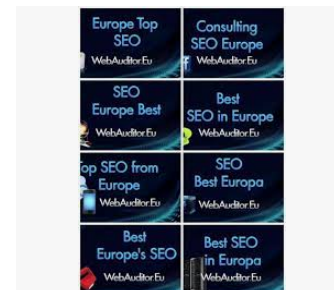 Europe Top
SEO
WebAuditor.Eu
Consulting
SEO Europe
WebAuditor.Eu
SEO
Europe Best
WebAuditor.Eu
Best
SEO in Europe
WebAuditor.Eu
Top SEO from
Europe
WebAuditor.Eu
SEO
Best Europa
WebAuditor.Eu
Best
Europe's SEO
WebAuditor.Eu
Best SEO
in Europa
WebAuditor.Eu